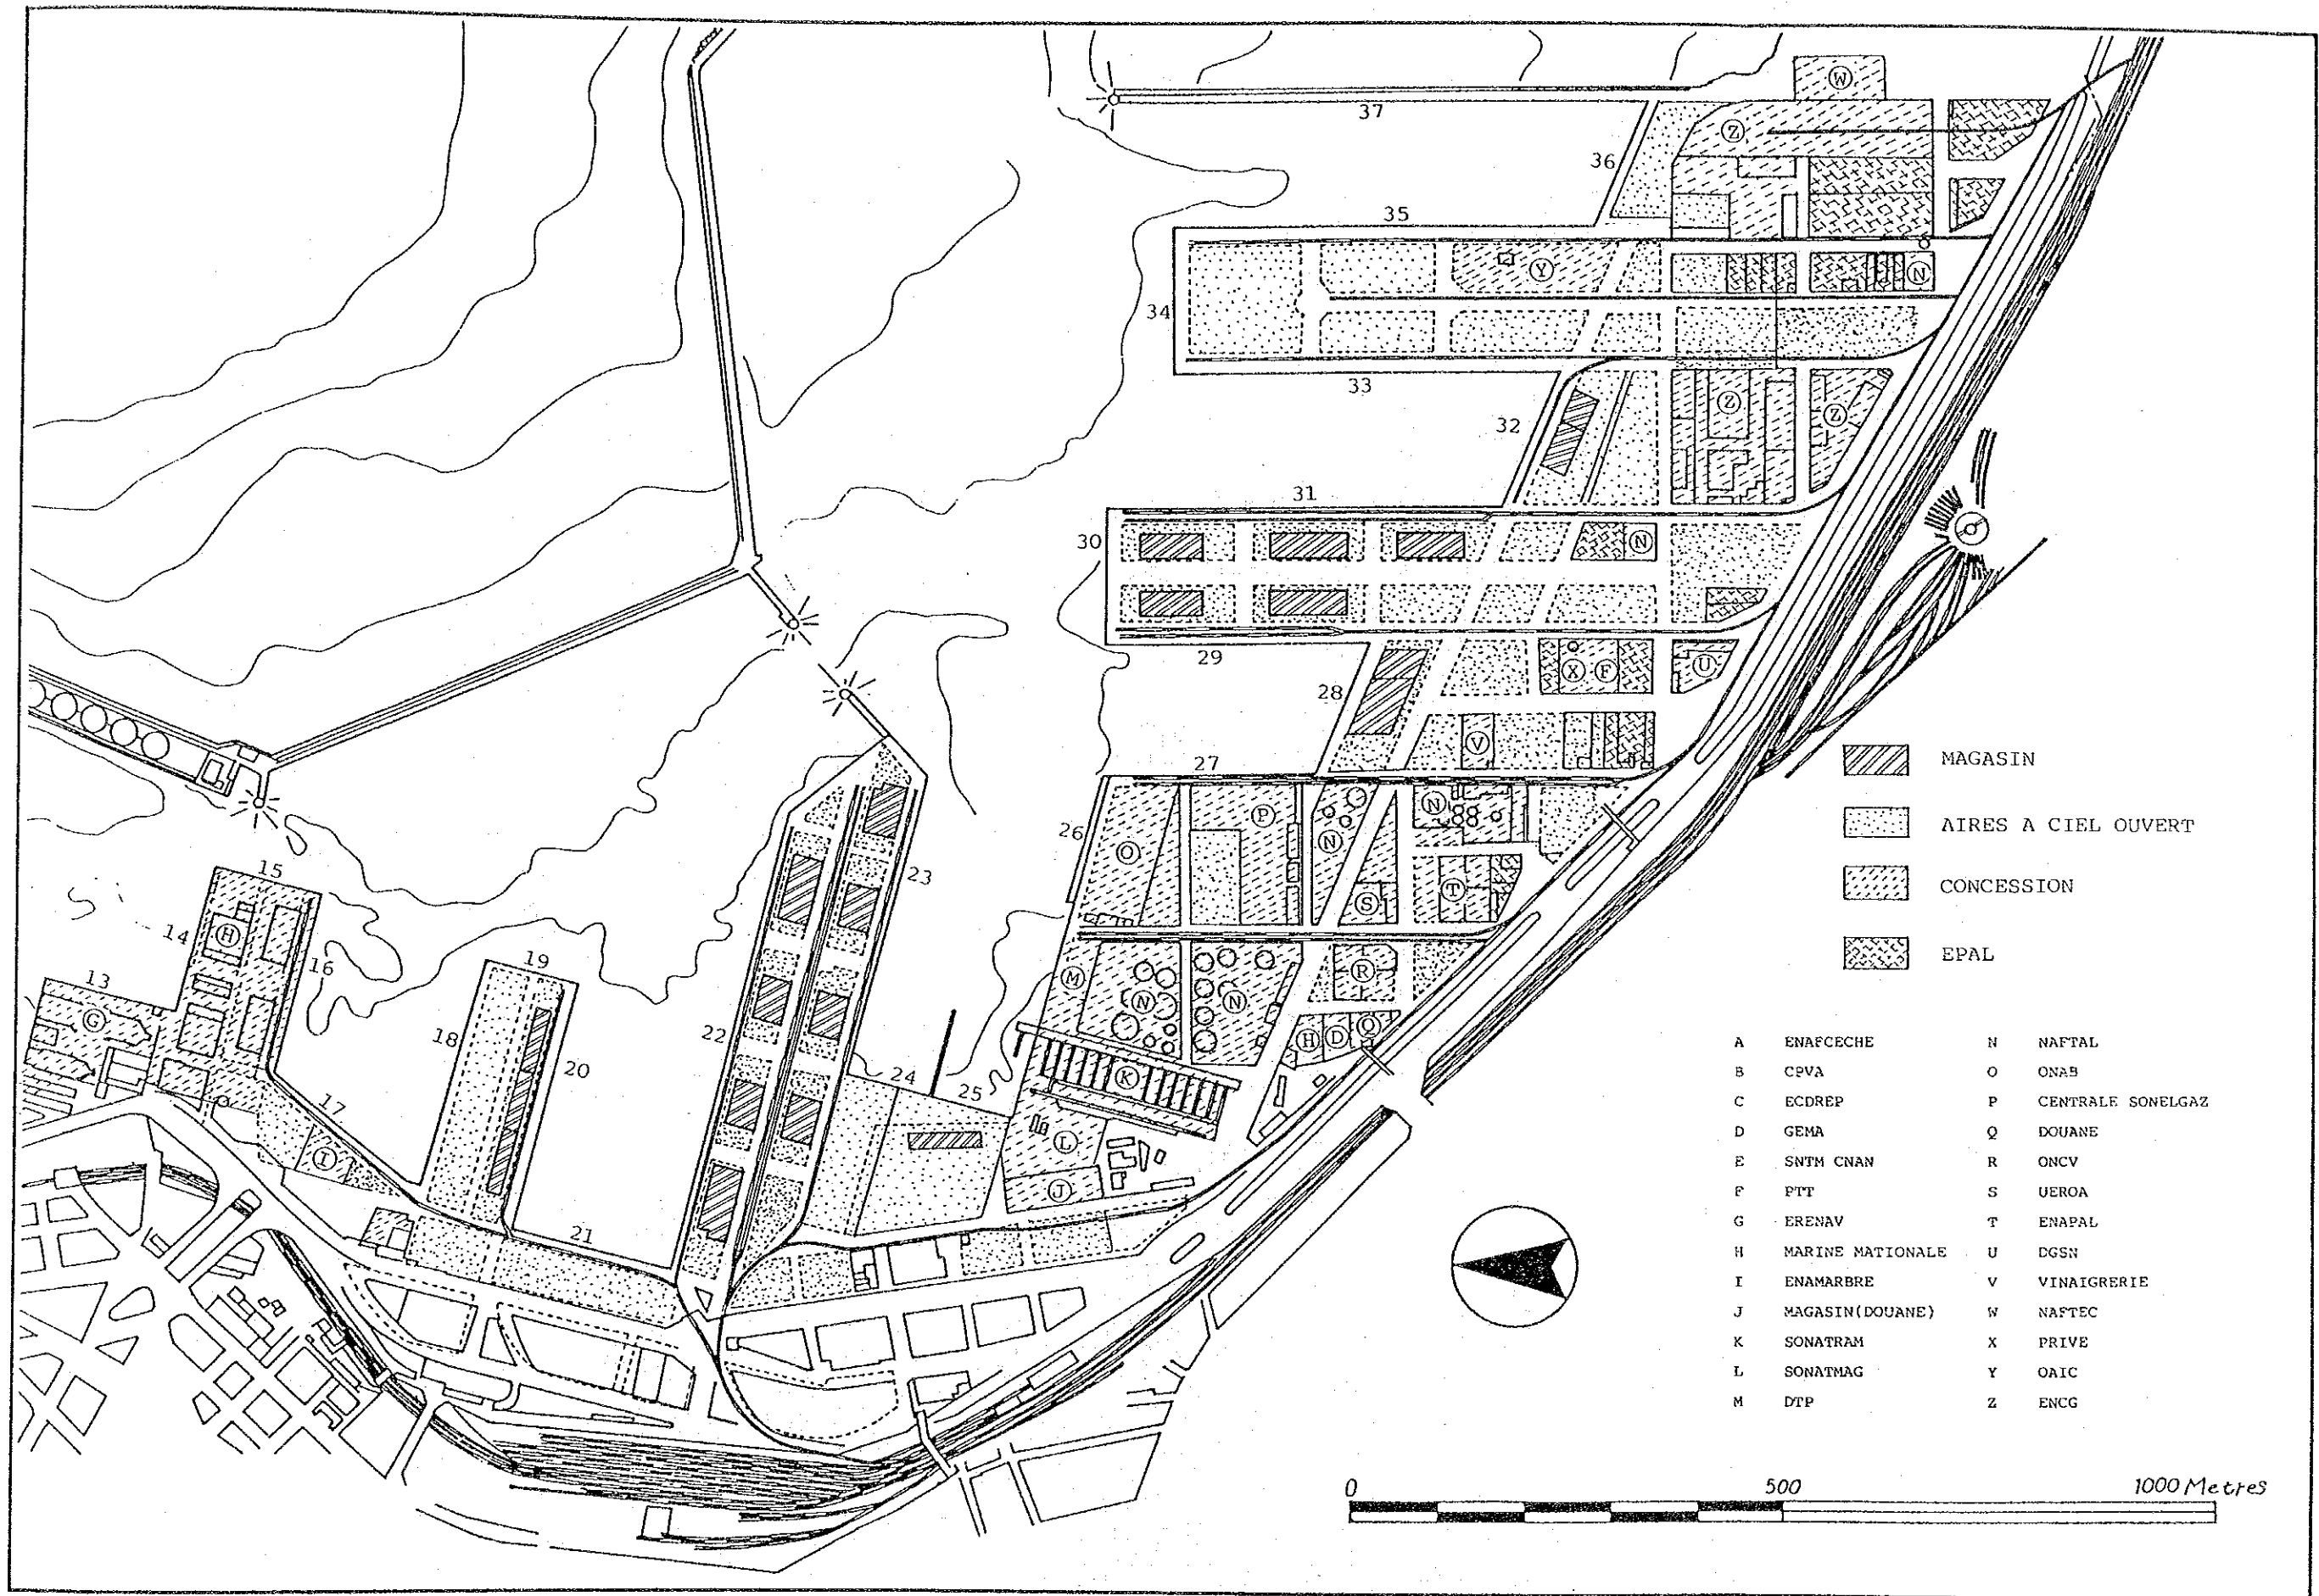 37
W
Z
36
35
Y
N
34
33
32
Z
Z
31
30
N
29
28
X
F
U
V
27
MAGASIN
26
O
P
N
N
AIRES A CIEL OUVERT
23
15
S
T
CONCESSION
14
H
16
19
22
M
N
N
R
EPAL
13
G
18
20
H
D
Q
17
24
25
K
I
L
J
21
A ENAFCECHE
B CPVA
C ECDREP
D GEMA
E SNTM CNAN
F PTT
G ERENAV
H MARINE MATIONALE
I ENAMARBRE
J MAGASIN(DOUANE)
K SONATRAM
L SONATMAG
M DTP
N NAFTAL
O ONAB
P CENTRALE SONELGAZ
Q DOUANE
R ONCV
S UEROA
T ENAPAL
U DGSN
V VINAIGRERIE
W NAFTEC
X PRIVE
Y OAIC
Z ENCG
0 500 1000 Metres